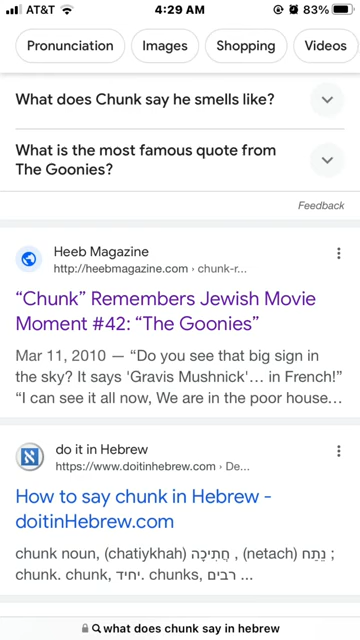 AT&T 4:29 AM 83%
Pronunciation Images Shopping Videos
What does Chunk say he smells like?
What is the most famous quote from
The Goonies?
Feedback
Heeb Magazine
http://heebmagazine.com › chunk-r...
“Chunk” Remembers Jewish Movie
Moment #42: “The Goonies”
Mar 11, 2010 — “Do you see that big sign in
the sky? It says 'Gravis Mushnick'... in French!”
“I can see it all now, We are in the poor house...
do it in Hebrew
https://www.doitinhebrew.com › De...
How to say chunk in Hebrew -
doitinHebrew.com
chunk noun, (chatiykhah) חֲתִיכָה , (netach) נֵתַח ;
chunk. chunk, יחיד. chunks, רבים ...
what does chunk say in hebrew